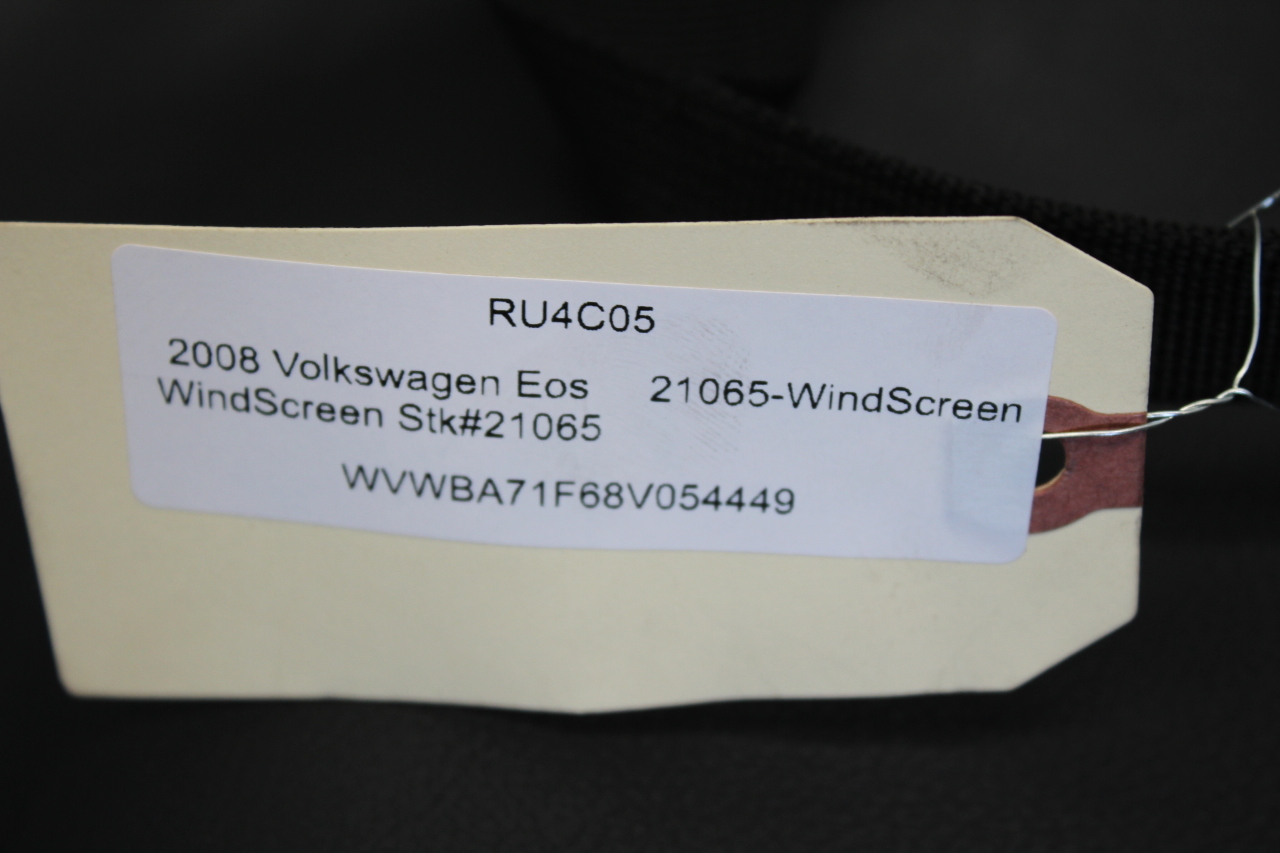 RU4C05
2008 Volkswagen Eos 21065-WindScreen
WindScreen Stk#21065
WVWBA71F68V054449